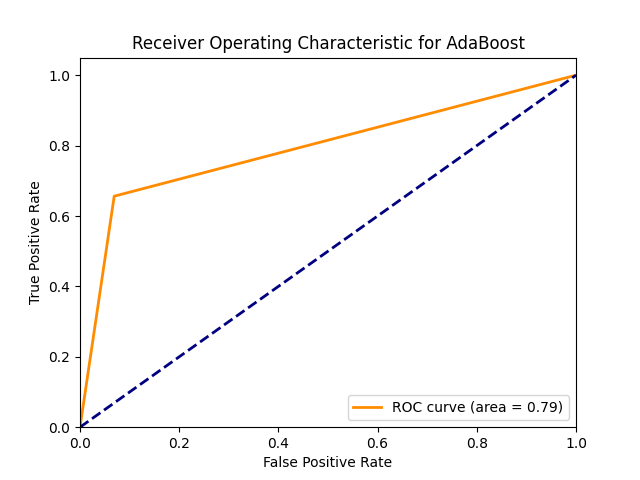 Receiver Operating Characteristic for AdaBoost
True Positive Rate
1.0
0.8
0.6
0.4
0.2
0.0
0.0 0.2 0.4 0.6 0.8 1.0
False Positive Rate
ROC curve (area = 0.79)